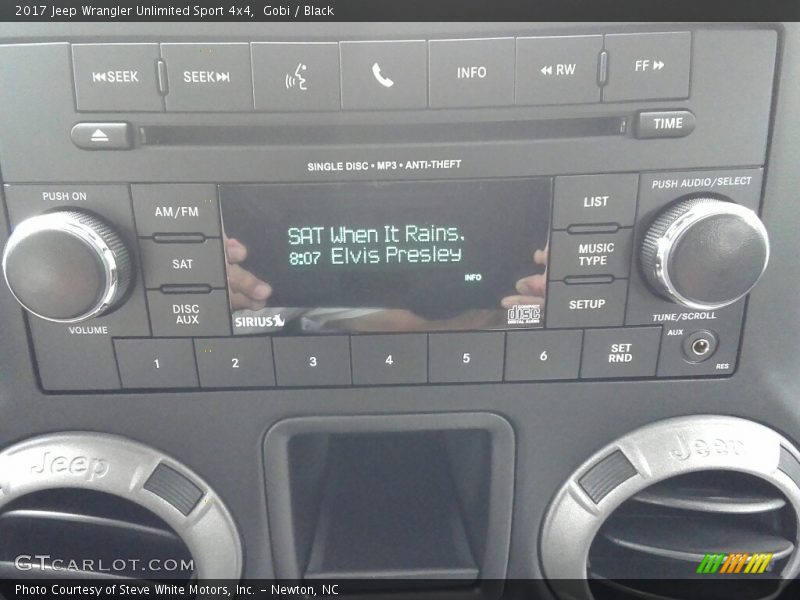 2017 Jeep Wrangler Unlimited Sport 4x4, Gobi / Black
SEEK
SEEK
INFO
RW
FF
TIME
SINGLE DISC • MP3 • ANTI-THEFT
PUSH ON
AM/FM
SAT
DISC
AUX
VOLUME
SAT When It Rains.
8:07 Elvis Presley
INFO
SIRIUS
COMPACT
disc
DIGITAL AUDIO
LIST
MUSIC
TYPE
SETUP
PUSH AUDIO/SELECT
TUNE/SCROLL
AUX
RES
1
2
3
4
5
6
SET
RND
Jeep
Jeep
GTCARLOT.COM
Photo Courtesy of Steve White Motors, Inc. - Newton, NC